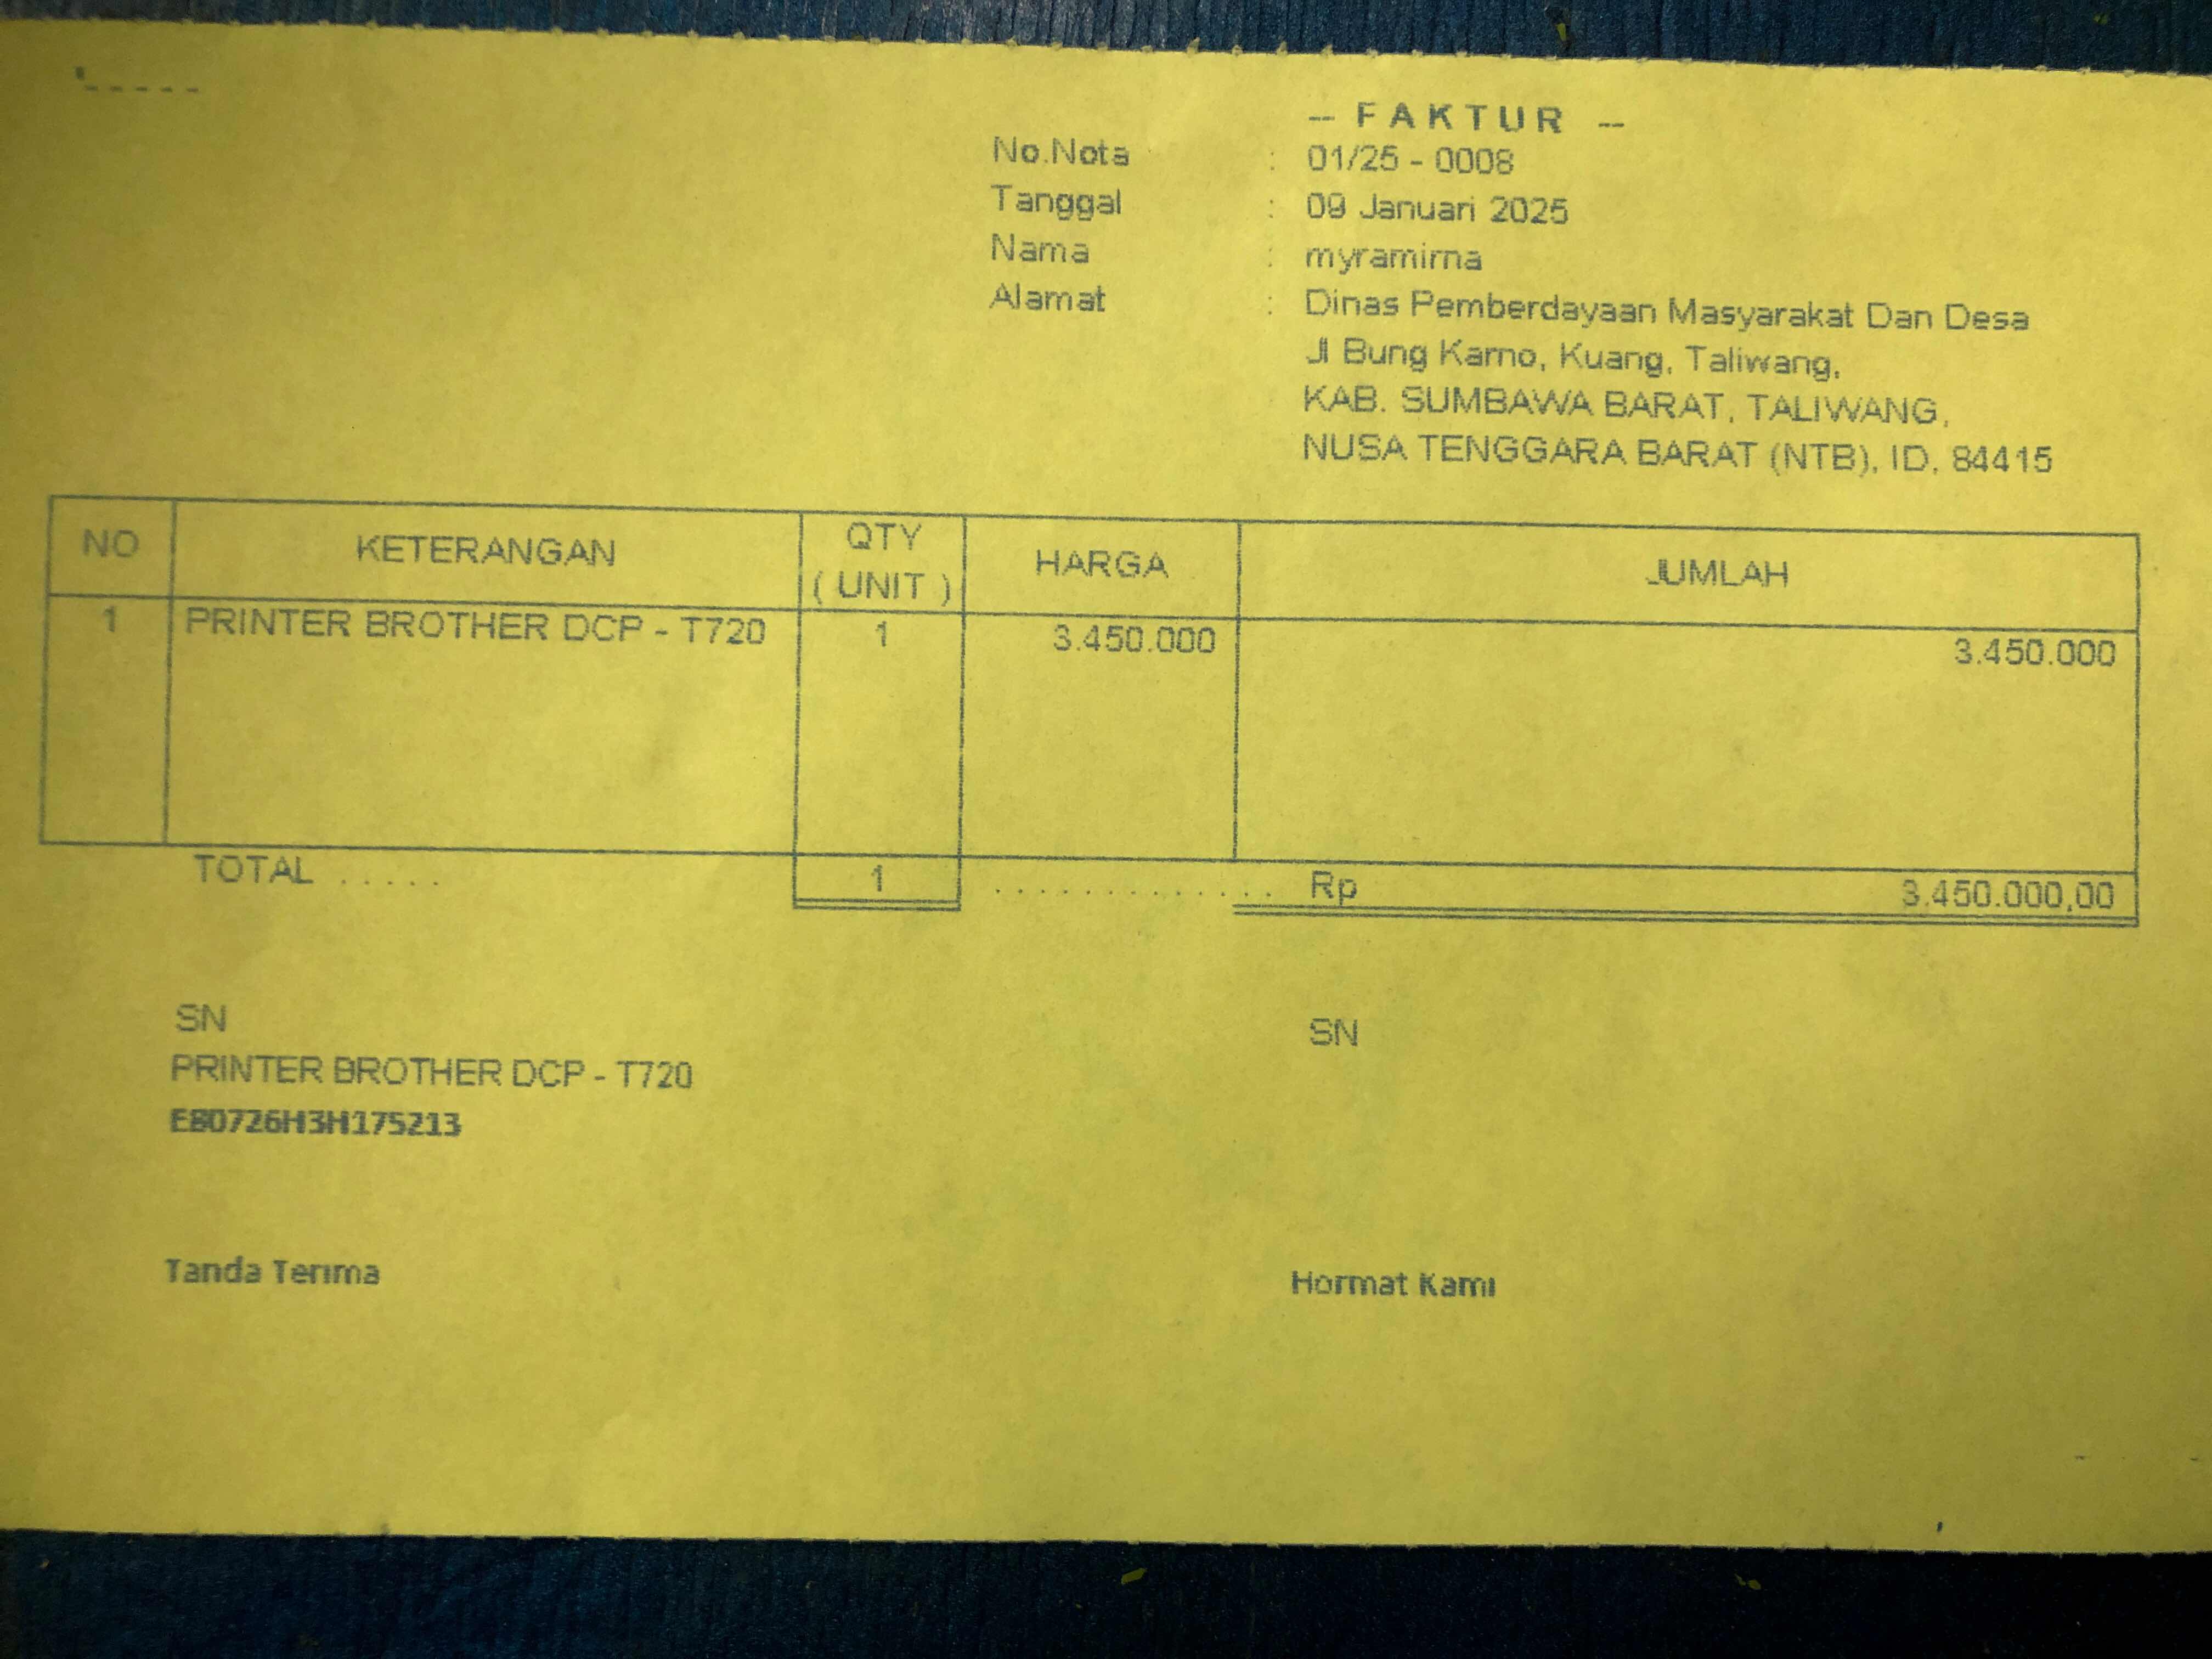 -- FAKTUR --
No.Nota : 01/25 - 0008
Tanggal : 09 Januari 2025
Nama : myramirna
Alamat : Dinas Pemberdayaan Masyarakat Dan Desa
Jl Bung Karno, Kuang, Taliwang,
KAB. SUMBAWA BARAT, TALIWANG,
NUSA TENGGARA BARAT (NTB), ID, 84415
NO KETERANGAN QTY ( UNIT ) HARGA JUMLAH
1 PRINTER BROTHER DCP - T720 1 3.450.000 3.450.000
TOTAL ..... 1 ............. Rp 3.450.000,00
SN SN
PRINTER BROTHER DCP - T720
E80726H3H175213
Tanda Terima Hormat Kami